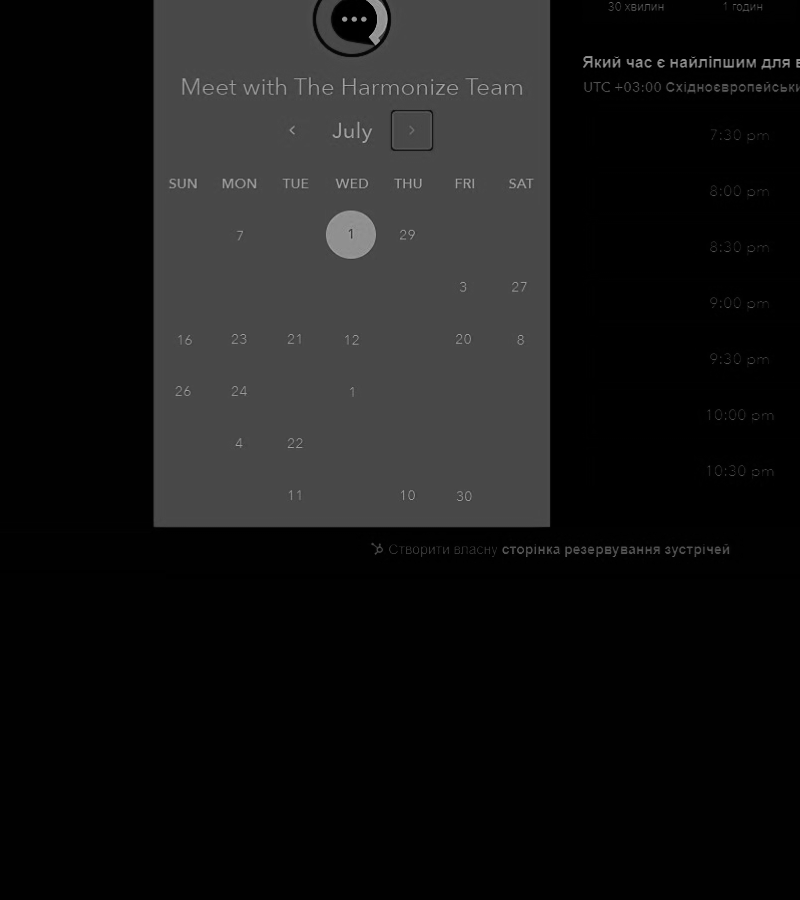 30 хвилин 1 годин
Meet with The Harmonize Team
Який час є найліпшим для в
UTC +03:00 Східноєвропейськи
July
7:30 pm
SUN MON TUE WED THU FRI SAT
8:00 pm
7 1 29
8:30 pm
3 27
9:00 pm
16 23 21 12 20 8
9:30 pm
26 24 1
10:00 pm
4 22
10:30 pm
11 10 30
Створити власну сторінка резервування зустрічей